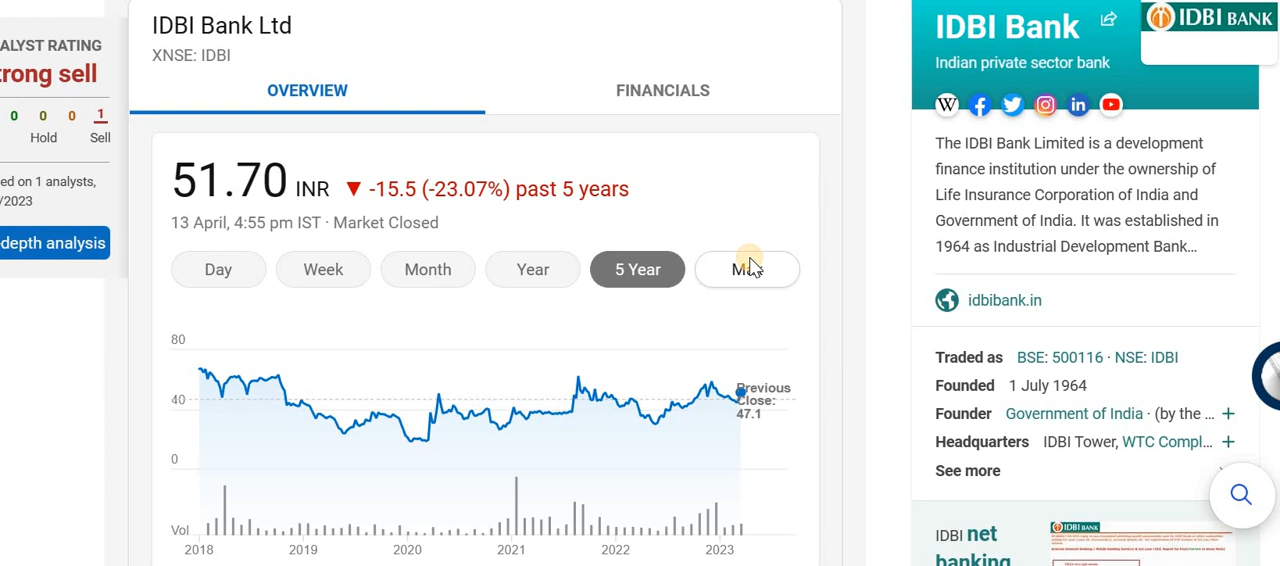 ALYST RATING
trong sell
0 0 0 1
Hold Sell
ed on 1 analysts,
/2023
depth analysis
IDBI Bank Ltd
XNSE: IDBI
OVERVIEW FINANCIALS
51.70 INR ▼ -15.5 (-23.07%) past 5 years
13 April, 4:55 pm IST · Market Closed
Day Week Month Year 5 Year
80
40
0
Previous
Close:
47.1
Vol
2018 2019 2020 2021 2022 2023
IDBI Bank
IDBI BANK
Indian private sector bank
W
The IDBI Bank Limited is a development
finance institution under the ownership of
Life Insurance Corporation of India and
Government of India. It was established in
1964 as Industrial Development Bank...
idbibank.in
Traded as BSE: 500116 · NSE: IDBI
Founded 1 July 1964
Founder Government of India · (by the ...
Headquarters IDBI Tower, WTC Compl...
See more
IDBI net
banking
IDBI BANK